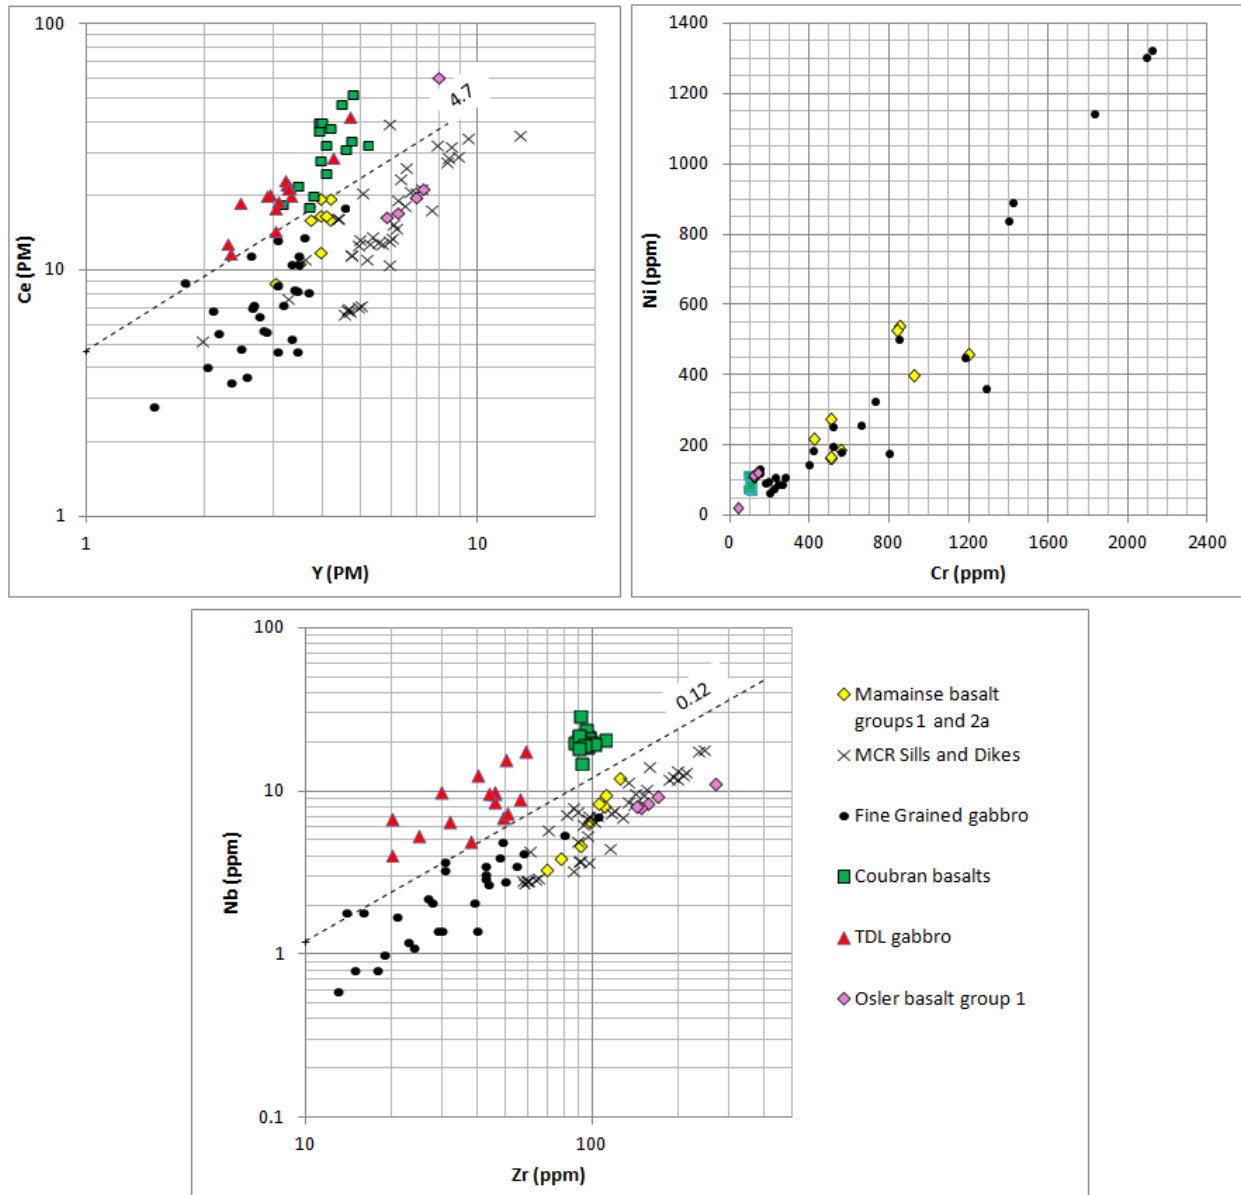 100
10
1
1
10
Ce (PM)
Y (PM)
4.7
1400
1200
1000
800
600
400
200
0
0
400
800
1200
1600
2000
2400
Ni (ppm)
Cr (ppm)
100
10
1
0.1
10
100
Nb (ppm)
Zr (ppm)
0.12
Mamainse basalt
groups 1 and 2a
MCR Sills and Dikes
Fine Grained gabbro
Coubran basalts
TDL gabbro
Osler basalt group 1